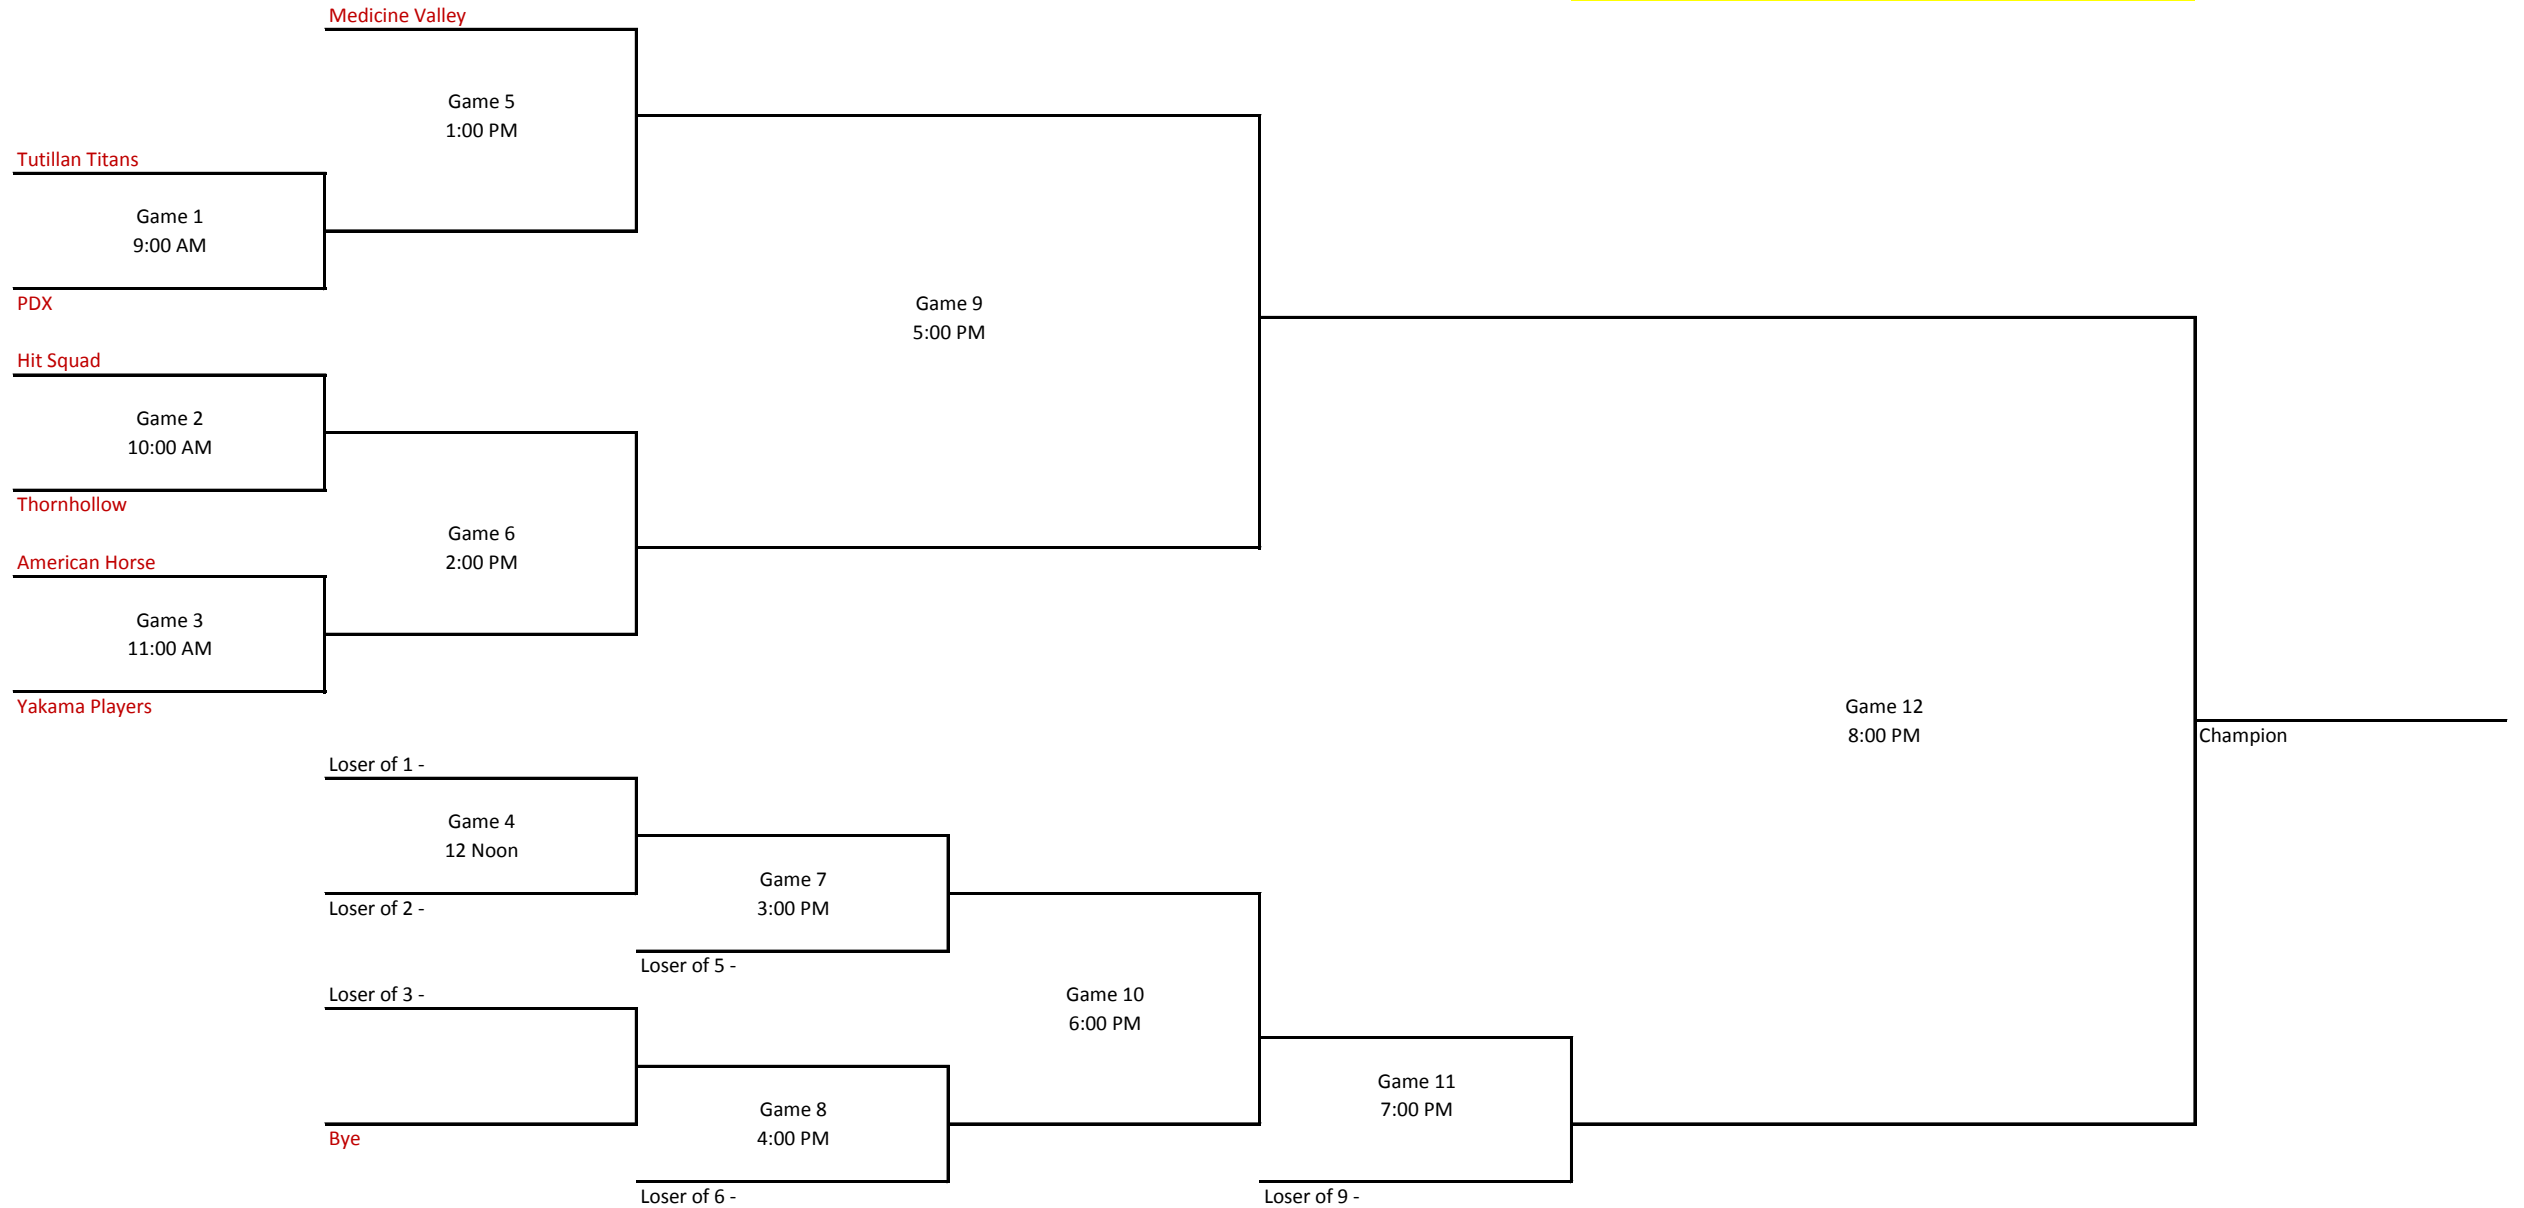 Medicine Valley
Game 5
1:00 PM
Tutillan Titans
Game 1
9:00 AM
PDX
Game 9
5:00 PM
Hit Squad
Game 2
10:00 AM
Thornhollow
Game 6
2:00 PM
American Horse
Game 3
11:00 AM
Yakama Players
Game 12
8:00 PM
Champion
Loser of 1 -
Game 4
12 Noon
Loser of 2 -
Game 7
3:00 PM
Loser of 5 -
Loser of 3 -
Game 10
6:00 PM
Game 11
7:00 PM
Game 8
4:00 PM
Bye
Loser of 6 -
Loser of 9 -